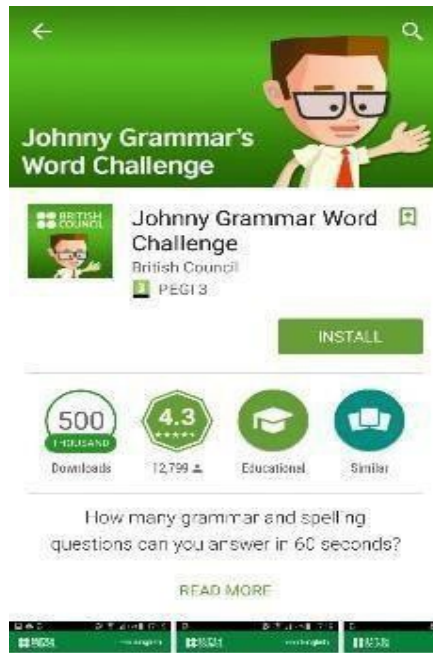 Johnny Grammar's
Word Challenge
BRITISH
COUNCIL
Johnny Grammar Word
Challenge
British Council
3 PEGI 3
INSTALL
500
THOUSAND
Downloads
4.3
12,799
Educational
Similar
How many grammar and spelling
questions can you answer in 60 seconds?
READ MORE